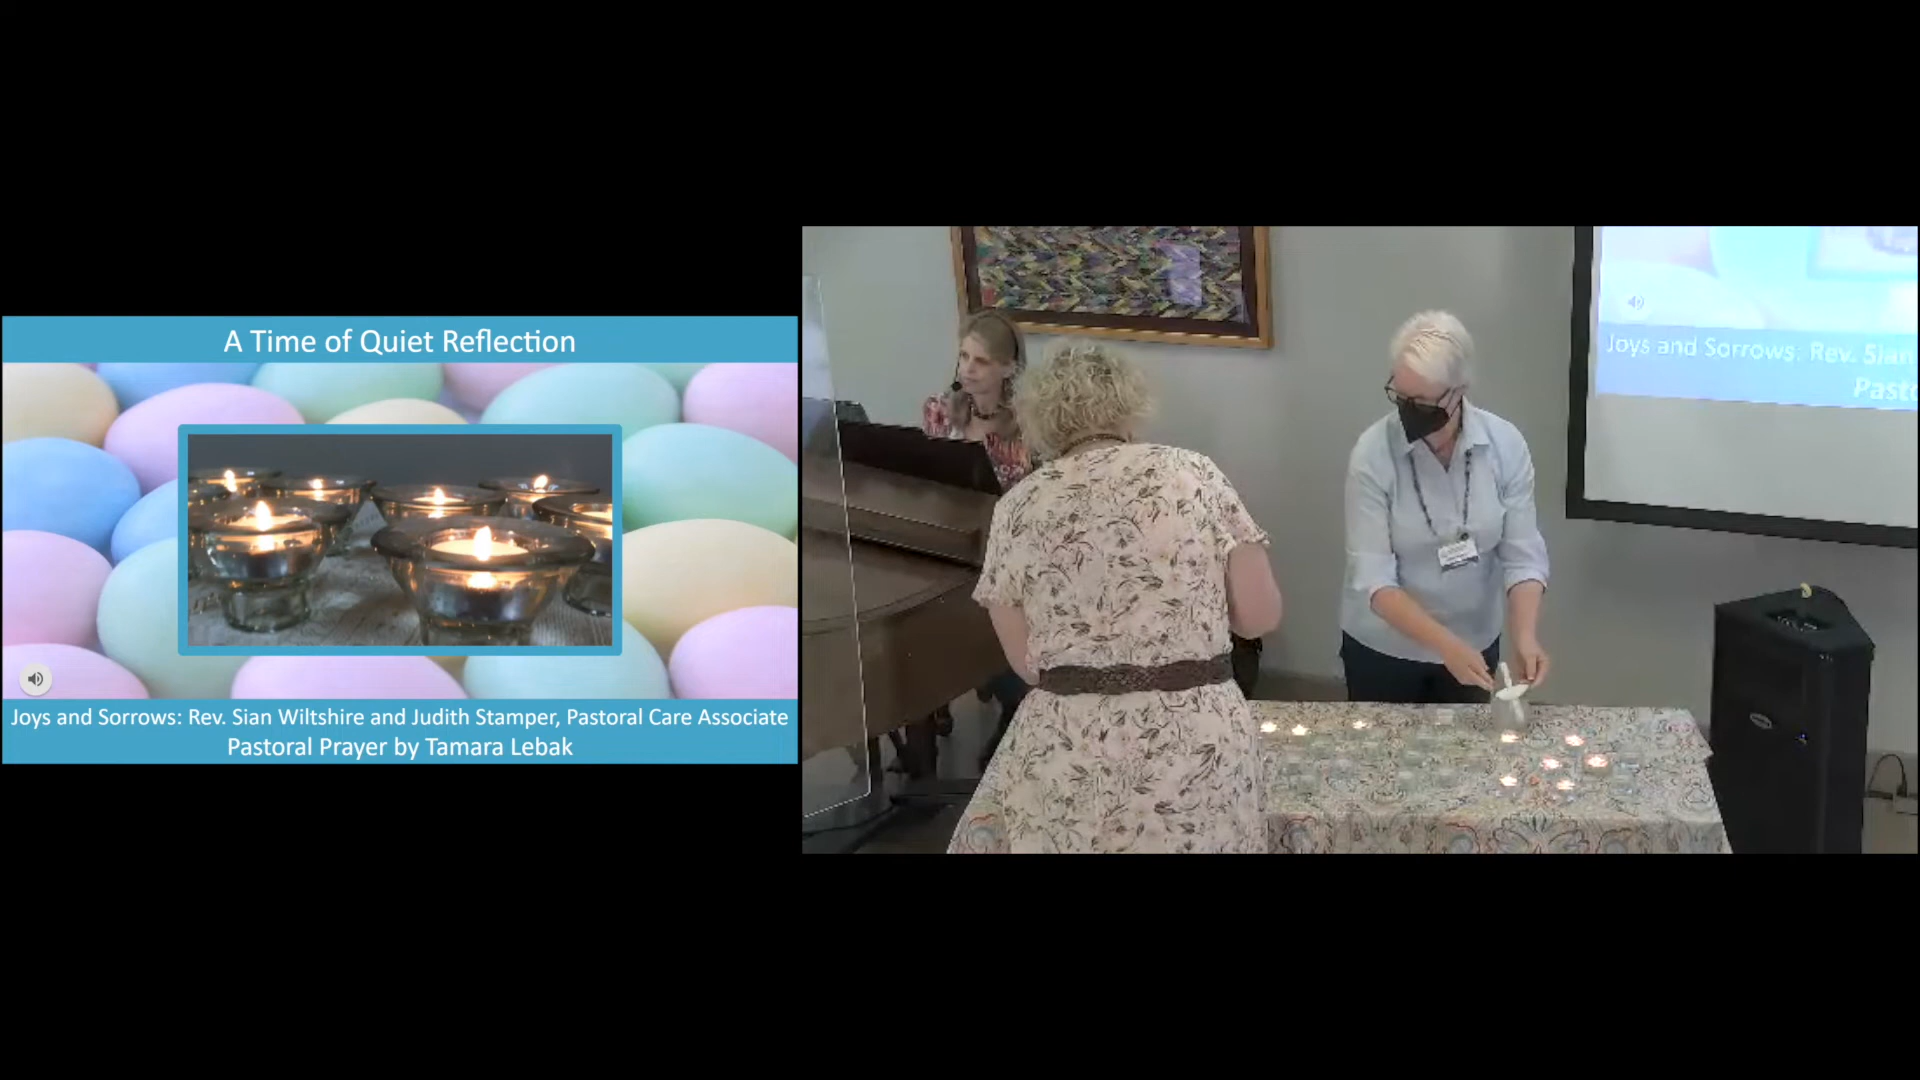 A Time of Quiet Reflection
Joys and Sorrows: Rev. Sian Wiltshire and Judith Stamper, Pastoral Care Associate
Pastoral Prayer by Tamara Lebak
Joys and Sorrows: Rev. Sian
Pasto